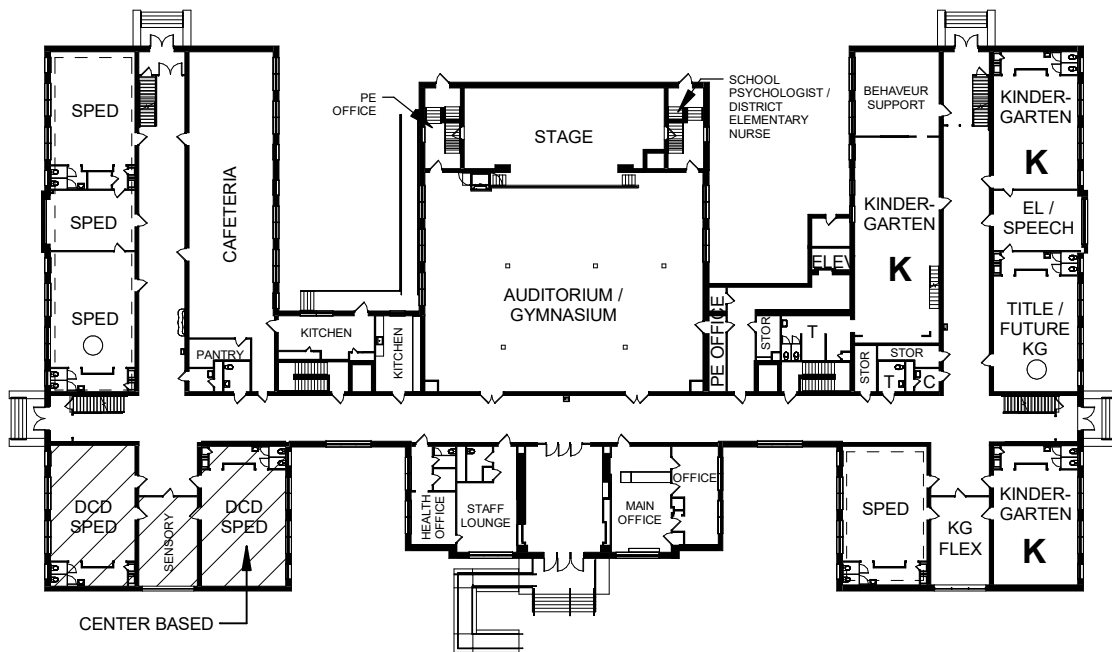 PE
OFFICE
SCHOOL
PSYCHOLOGIST /
DISTRICT
ELEMENTARY
NURSE
STAGE
SPED
CAFETERIA
BEHAVEUR
SUPPORT
KINDER-
GARTEN
K
SPED
KINDER-
GARTEN
K
EL /
SPEECH
ELEV
SPED
AUDITORIUM /
GYMNASIUM
TITLE /
FUTURE
KG
KITCHEN
KITCHEN
PANTRY
PE OFFICE
STOR
T
STOR
STOR
T
C
DCD
SPED
SENSORY
DCD
SPED
HEALTH
OFFICE
STAFF
LOUNGE
MAIN
OFFICE
OFFICE
SPED
KG
FLEX
KINDER-
GARTEN
K
CENTER BASED